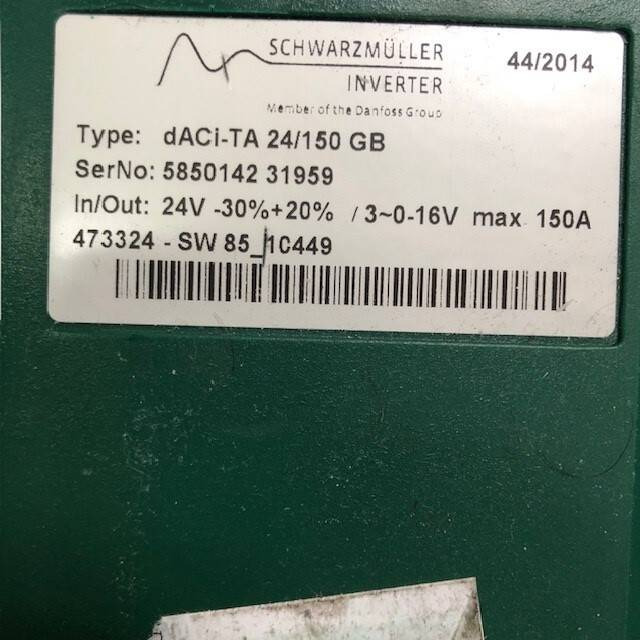 SCHWARZMÜLLER
44/2014
INVERTER
Member of the Danfoss Group
Type: dACi-TA 24/150 GB
SerNo: 5850142 31959
In/Out: 24V -30%+20% / 3~0-16V max 150A
473324 - SW 85_1C449